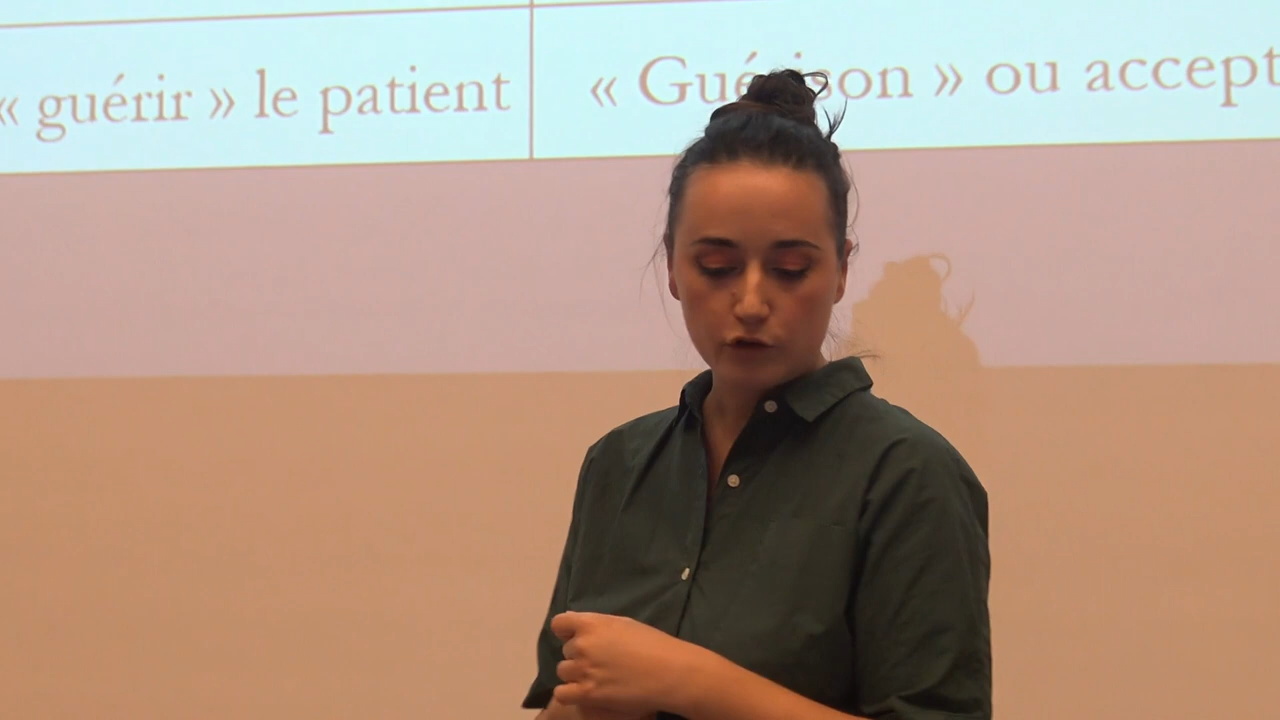 « guérir » le patient
« Guérison » ou accept